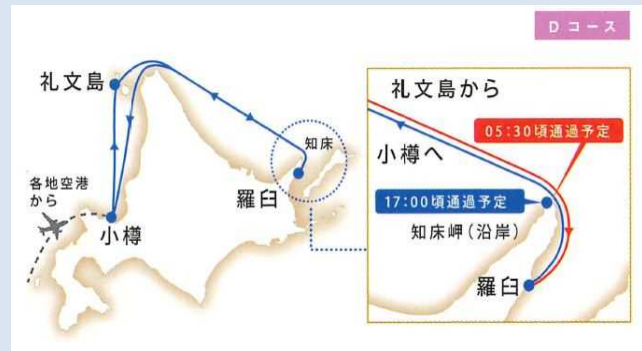 Dコース
礼文島
知床
羅臼
各地空港
から
小樽
礼文島から
05:30頃通過予定
小樽へ
17:00頃通過予定
知床岬(沿岸)
羅臼